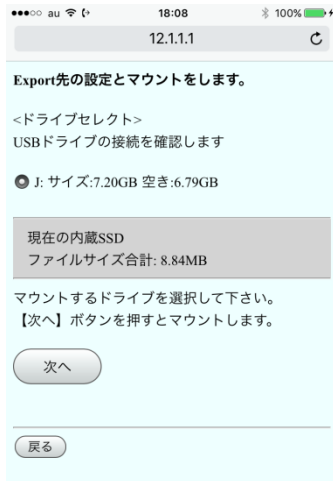 au 18:08 100%
12.1.1.1
Export先の設定とマウントをします。
<ドライブセレクト>
USBドライブの接続を確認します
J: サイズ:7.20GB 空き:6.79GB
現在の内蔵SSD
ファイルサイズ合計: 8.84MB
マウントするドライブを選択して下さい。
【次へ】ボタンを押すとマウントします。
次へ
戻る